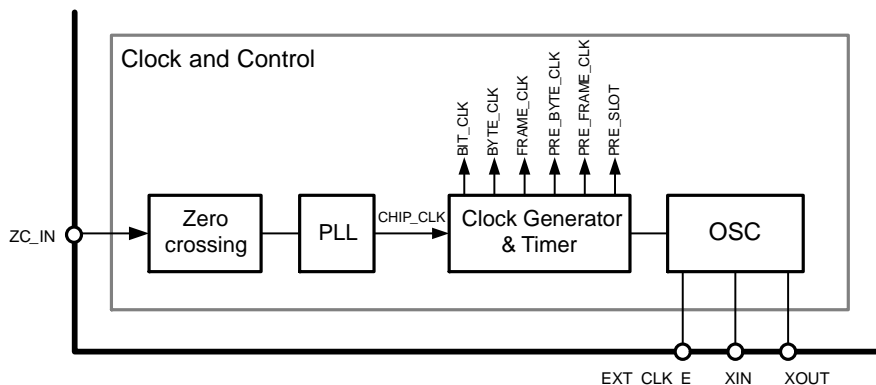 Clock and Control
BIT_CLK
BYTE_CLK
FRAME_CLK
PRE_BYTE_CLK
PRE_FRAME_CLK
PRE_SLOT
ZC_IN
Zero
crossing
PLL
CHIP_CLK
Clock Generator
& Timer
OSC
EXT_CLK_E
XIN
XOUT